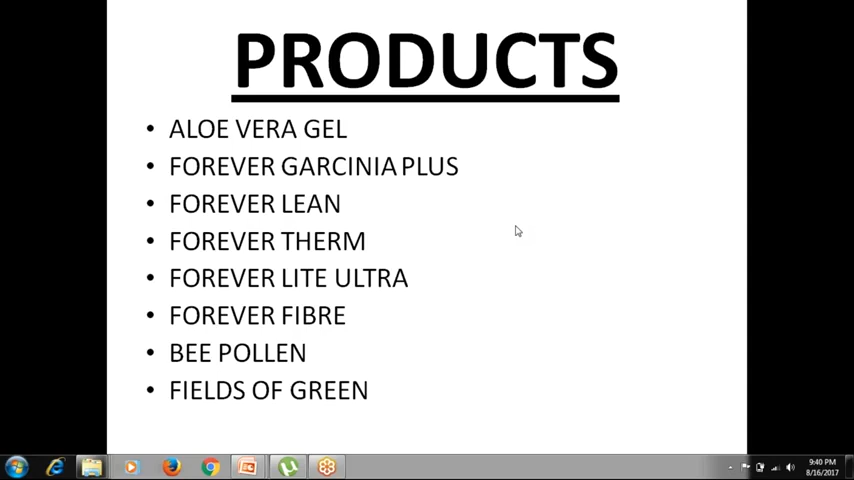 PRODUCTS
• ALOE VERA GEL
• FOREVER GARCINIA PLUS
• FOREVER LEAN
• FOREVER THERM
• FOREVER LITE ULTRA
• FOREVER FIBRE
• BEE POLLEN
• FIELDS OF GREEN
9:40 PM
8/16/2017